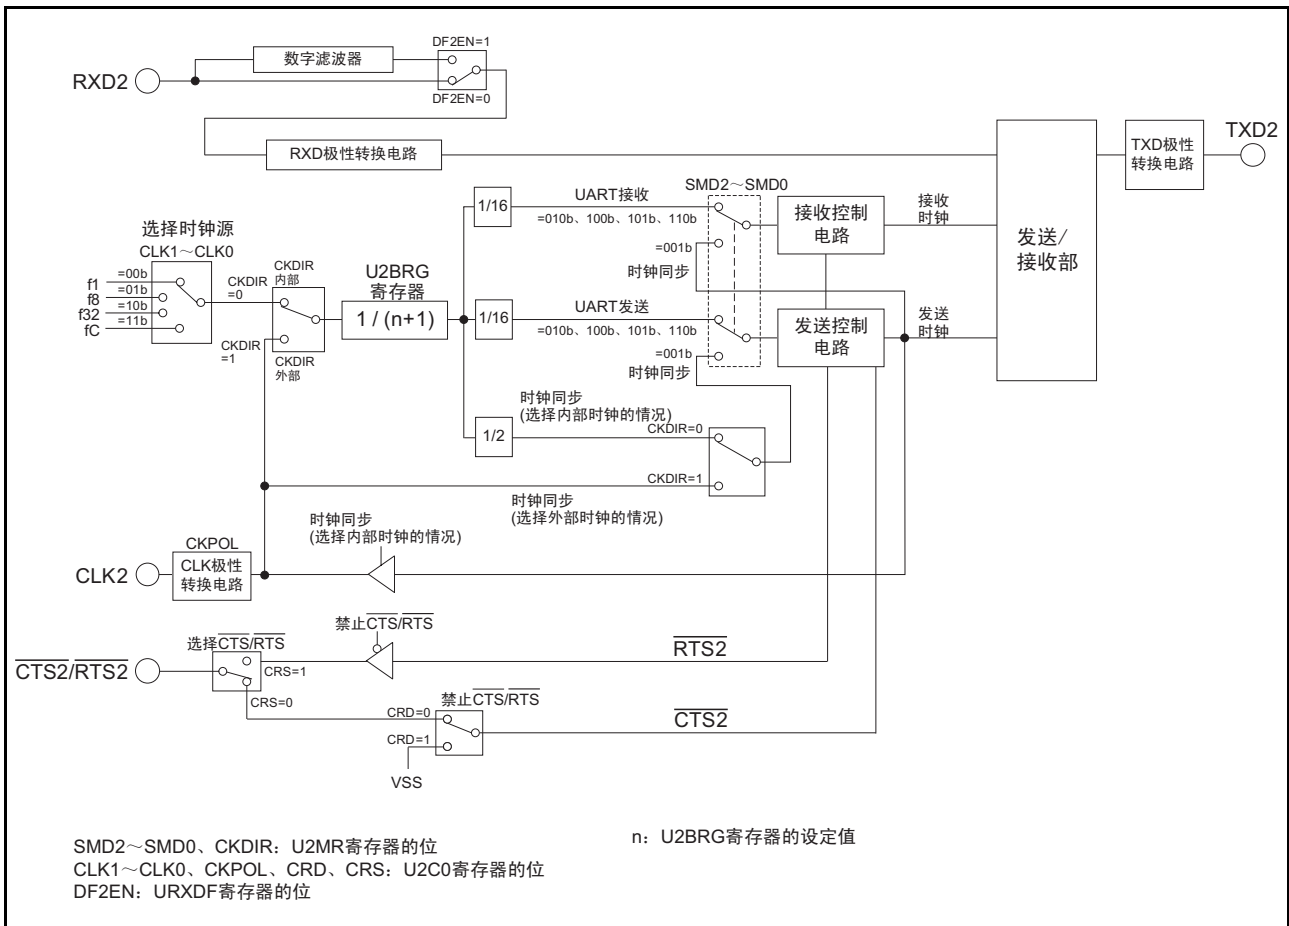 DF2EN=1
数字滤波器
RXD2
DF2EN=0
TXD2
RXD极性转换电路
TXD极性
转换电路
SMD2～SMD0
1/16
UART接收
=010b、100b、101b、110b
接收控制
电路
接收
时钟
发送/
接收部
选择时钟源
CLK1～CLK0
=001b
时钟同步
f1
=00b
f8
=01b
f32
=10b
fC
=11b
CKDIR
=0
CKDIR
内部
U2BRG
寄存器
1 / (n+1)
1/16
UART发送
=010b、100b、101b、110b
发送控制
电路
发送
时钟
CKDIR
=1
CKDIR
外部
=001b
时钟同步
时钟同步
(选择内部时钟的情况)
1/2
CKDIR=0
CKDIR=1
时钟同步
(选择外部时钟的情况)
时钟同步
(选择内部时钟的情况)
CKPOL
CLK2
CLK极性
转换电路
禁止CTS/RTS
选择CTS/RTS
RTS2
CTS2/RTS2
CRS=1
CRS=0
禁止CTS/RTS
CRD=0
CTS2
CRD=1
VSS
SMD2～SMD0、CKDIR：U2MR寄存器的位
n：U2BRG寄存器的设定值
CLK1～CLK0、CKPOL、CRD、CRS：U2C0寄存器的位
DF2EN：URXDF寄存器的位